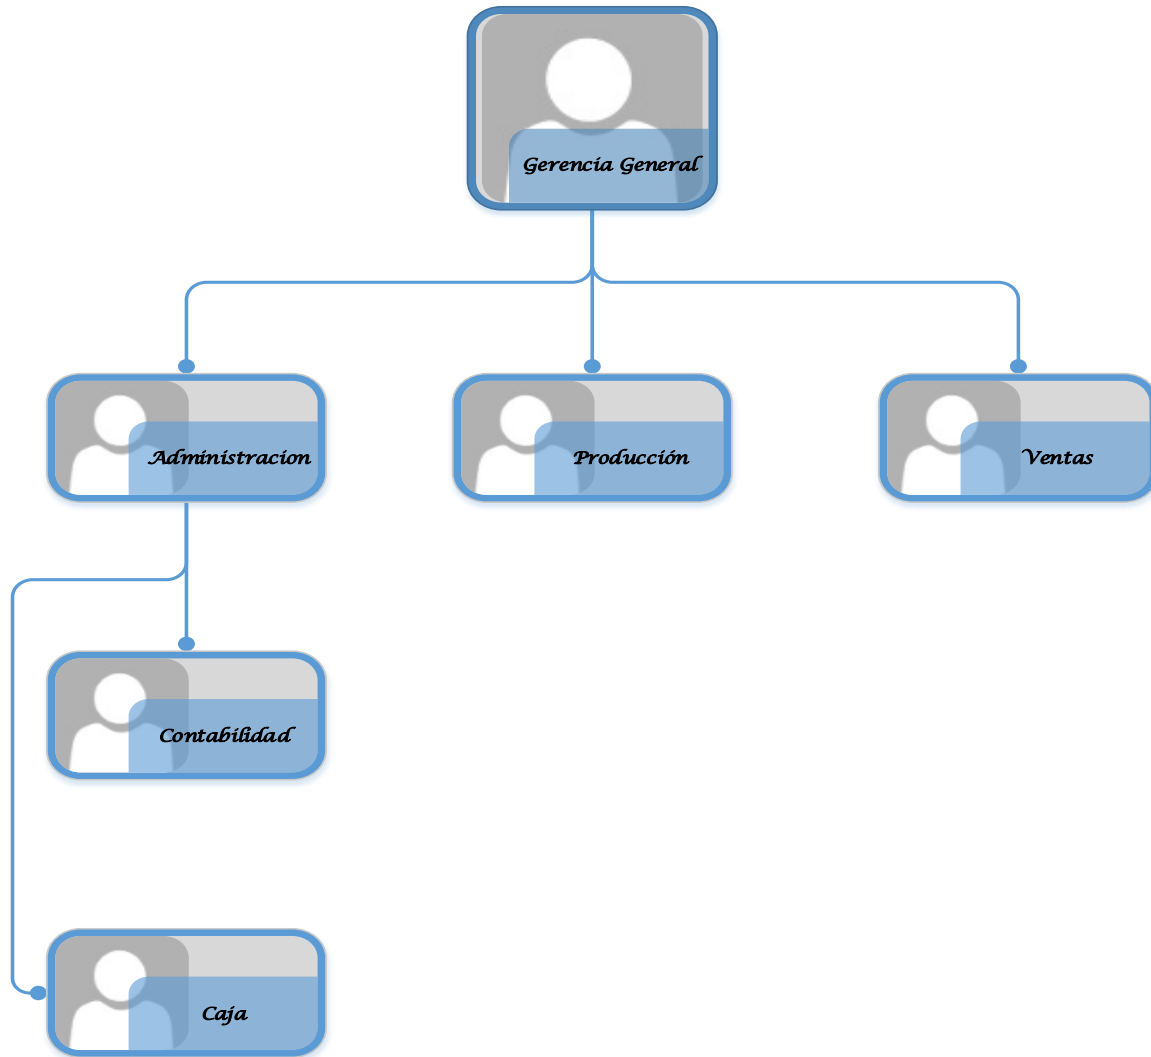 Gerencia General
Administracion
Producción
Ventas
Contabilidad
Caja